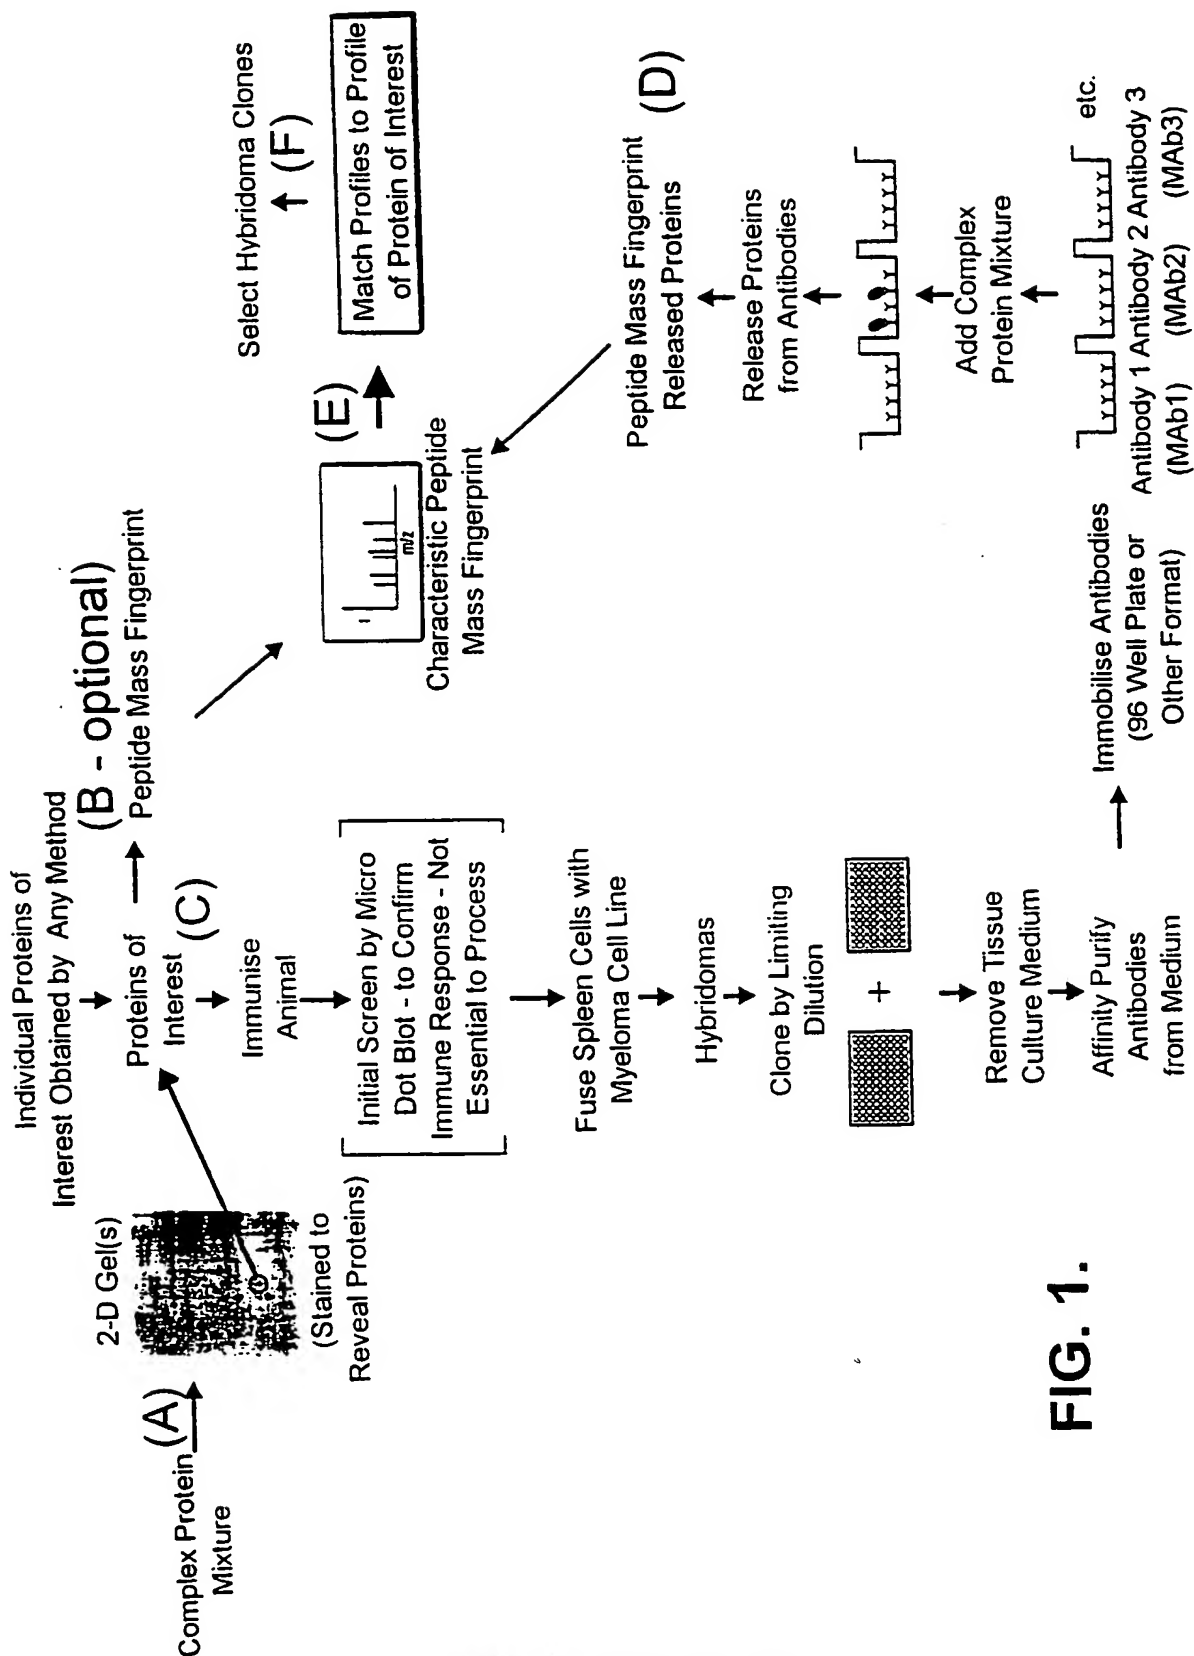 Individual Proteins of
Interest Obtained by Any Method
Complex Protein
Mixture
(A)
2-D Gel(s)
(Stained to
Reveal Proteins)
Proteins of
Interest
(C)
(B - optional)
Peptide Mass Fingerprint
Immunise
Animal
Initial Screen by Micro
Dot Blot - to Confirm
Immune Response - Not
Essential to Process
Fuse Spleen Cells with
Myeloma Cell Line
Hybridomas
Clone by Limiting
Dilution
+
Remove Tissue
Culture Medium
Affinity Purify
Antibodies
from Medium
Immobilise Antibodies
(96 Well Plate or
Other Format)
etc.
Antibody 1 Antibody 2 Antibody 3
(MAb1) (MAb2) (MAb3)
Add Complex
Protein Mixture
Release Proteins
from Antibodies
Peptide Mass Fingerprint
Released Proteins
(D)
m/z
Characteristic Peptide
Mass Fingerprint
(E)
Match Profiles to Profile
of Protein of Interest
(F)
Select Hybridoma Clones
FIG. 1.